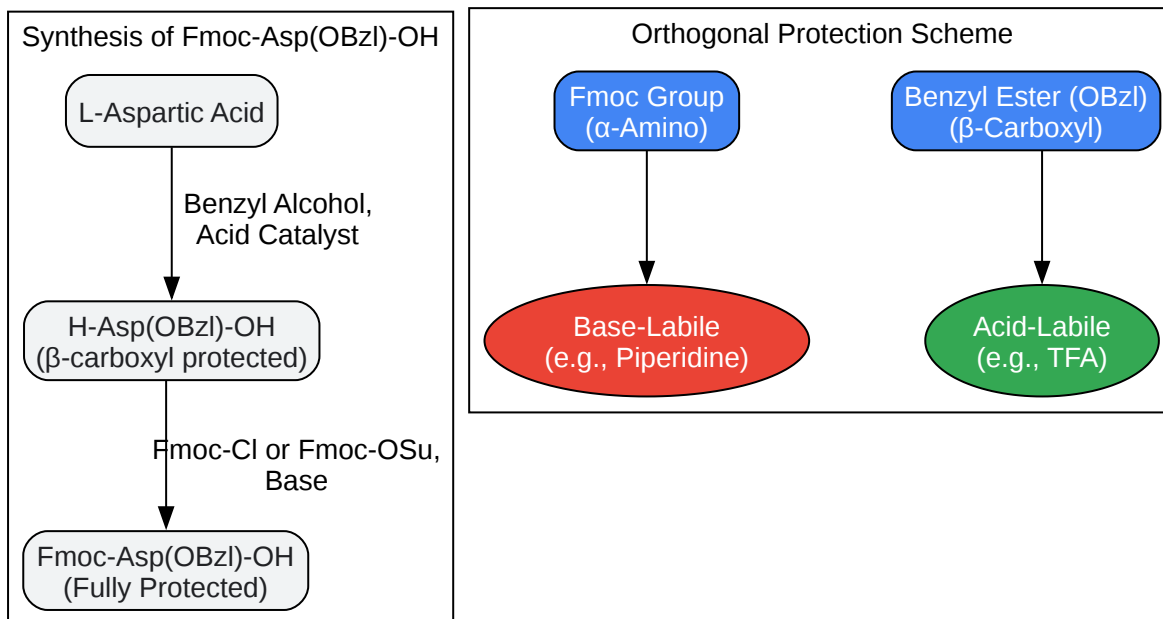 Synthesis of Fmoc-Asp(OBzl)-OH
L-Aspartic Acid
Benzyl Alcohol,
Acid Catalyst
H-Asp(OBzl)-OH
(β-carboxyl protected)
Fmoc-Cl or Fmoc-OSu,
Base
Fmoc-Asp(OBzl)-OH
(Fully Protected)
Orthogonal Protection Scheme
Fmoc Group
(α-Amino)
Base-Labile
(e.g., Piperidine)
Benzyl Ester (OBzl)
(β-Carboxyl)
Acid-Labile
(e.g., TFA)